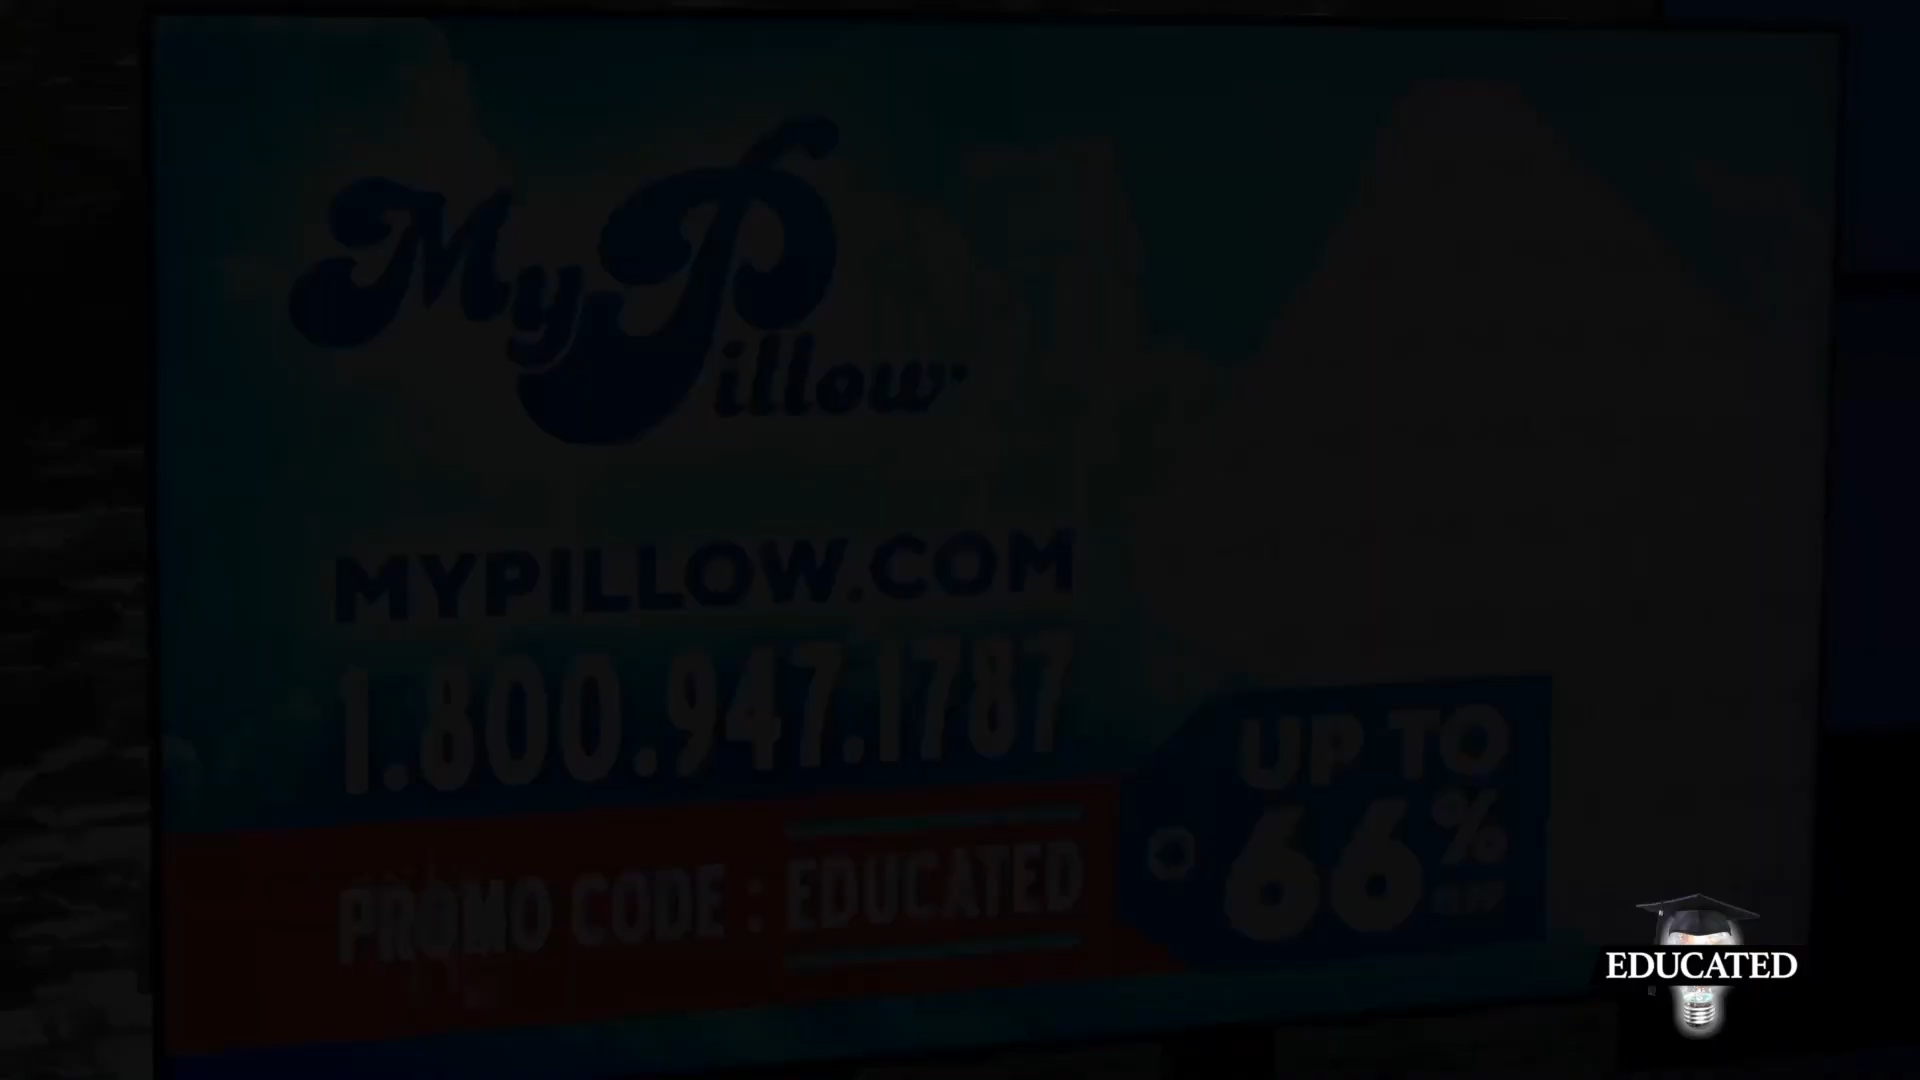 MyPillow
MYPILLOW.COM
1.800.947.1787
PROMO CODE : EDUCATED
UP TO
66%
EDUCATED